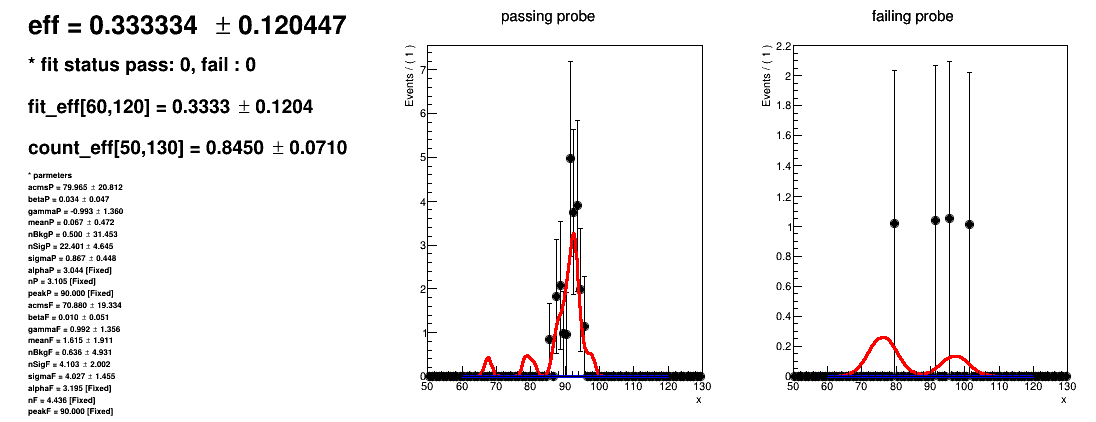 eff = 0.333334 ± 0.120447
* fit status pass: 0, fail : 0
fit_eff[60,120] = 0.3333 ± 0.1204
count_eff[50,130] = 0.8450 ± 0.0710
* parmeters
acmsP = 79.965 ± 20.812
betaP = 0.034 ± 0.047
gammaP = -0.993 ± 1.360
meanP = 0.067 ± 0.472
nBkgP = 0.500 ± 31.453
nSigP = 22.401 ± 4.645
sigmaP = 0.867 ± 0.448
alphaP = 3.044 [Fixed]
nP = 3.105 [Fixed]
peakP = 90.000 [Fixed]
acmsF = 70.880 ± 19.334
betaF = 0.010 ± 0.051
gammaF = 0.992 ± 1.356
meanF = 1.615 ± 1.911
nBkgF = 0.636 ± 4.931
nSigF = 4.103 ± 2.002
sigmaF = 4.027 ± 1.455
alphaF = 3.195 [Fixed]
nF = 4.436 [Fixed]
peakF = 90.000 [Fixed]
passing probe
Events / ( 1 )
7
6
5
4
3
2
1
0
50 60 70 80 90 100 110 120 130
x
failing probe
Events / ( 1 )
2.2
2
1.8
1.6
1.4
1.2
1
0.8
0.6
0.4
0.2
0
50 60 70 80 90 100 110 120 130
x